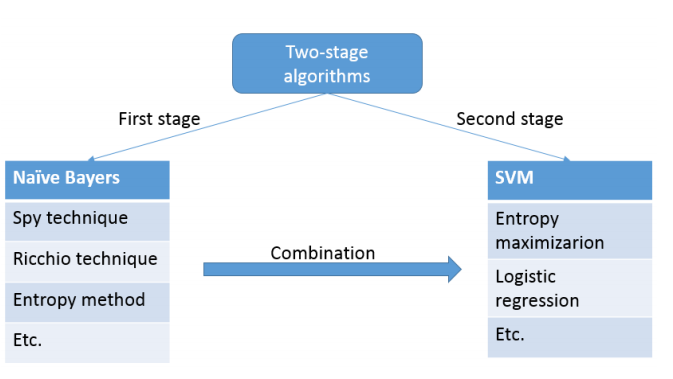 Two-stage
algorithms
First stage
Second stage
Naïve Bayers
Spy technique
Ricchio technique
Entropy method
Etc.
Combination
SVM
Entropy
maximizarion
Logistic
regression
Etc.